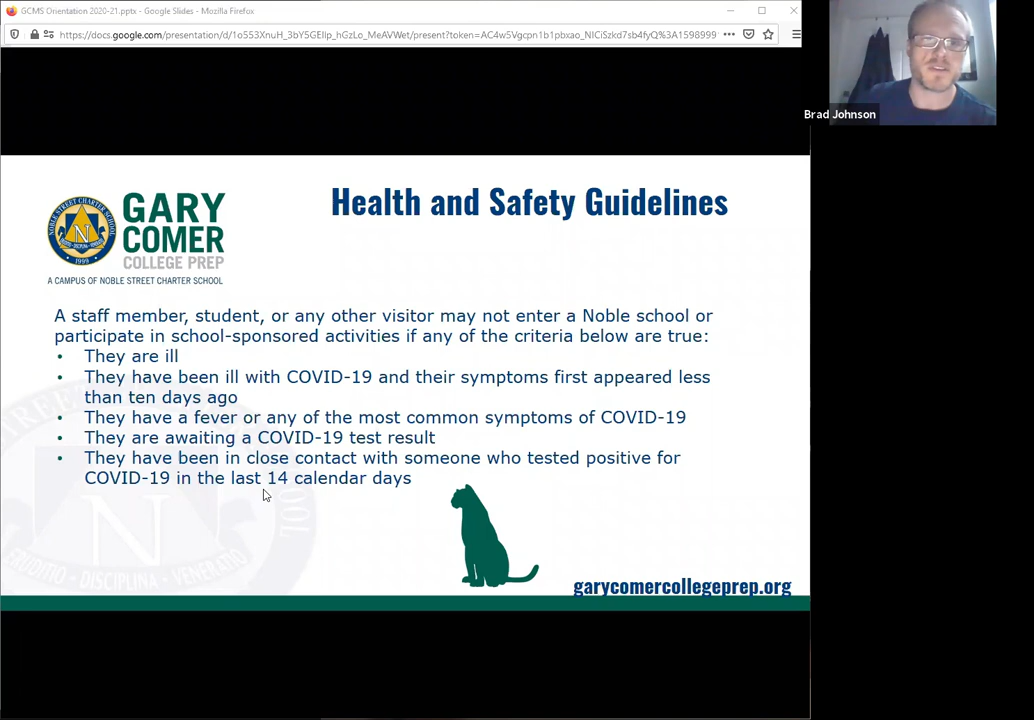 GCMS Orientation 2020-21.pptx - Google Slides - Mozilla Firefox
Brad Johnson
NOBLE STREET CHARTER SCHOOL
1999
GARY
COMER
COLLEGE PREP
A CAMPUS OF NOBLE STREET CHARTER SCHOOL
Health and Safety Guidelines
A staff member, student, or any other visitor may not enter a Noble school or
participate in school-sponsored activities if any of the criteria below are true:
• They are ill
• They have been ill with COVID-19 and their symptoms first appeared less
than ten days ago
• They have a fever or any of the most common symptoms of COVID-19
• They are awaiting a COVID-19 test result
• They have been in close contact with someone who tested positive for
COVID-19 in the last 14 calendar days
garycomercollegeprep.org